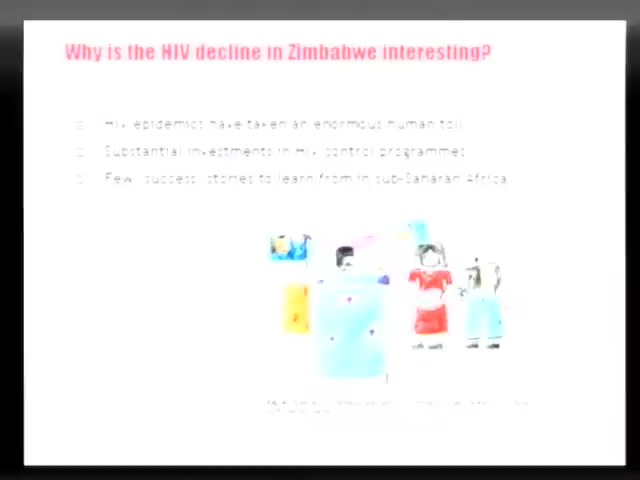 Why is the HIV decline in Zimbabwe interesting?
HIV epidemics have taken an enormous human toll
Substantial investments in HIV control programmes
Few success stories to learn from in sub-Saharan Africa